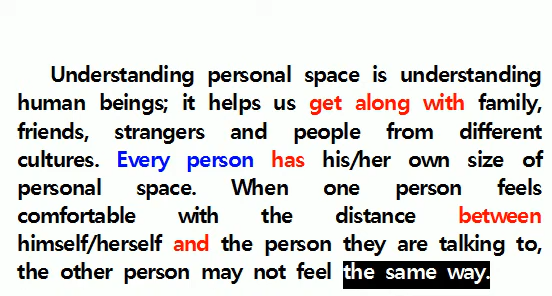 Understanding personal space is understanding
human beings; it helps us get along with family,
friends, strangers and people from different
cultures. Every person has his/her own size of
personal space. When one person feels
comfortable with the distance between
himself/herself and the person they are talking to,
the other person may not feel the same way.